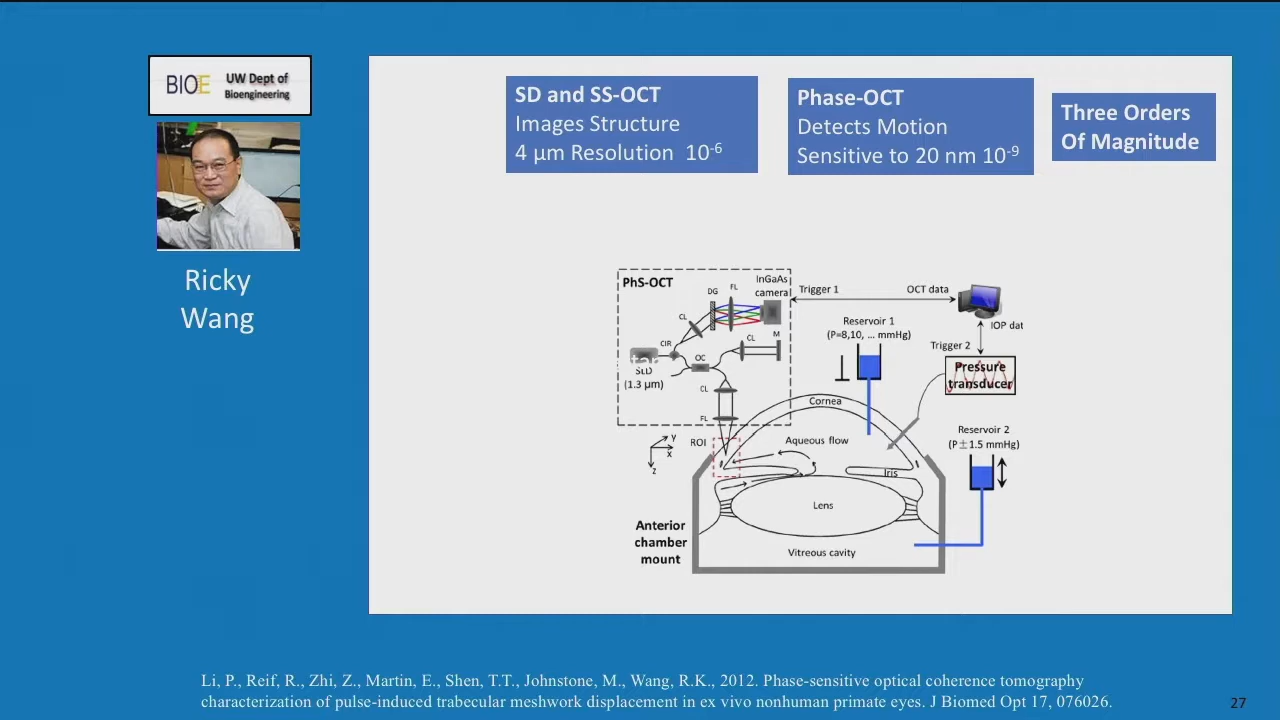 BIOE UW Dept of
Bioengineering
Ricky
Wang
SD and SS-OCT
Images Structure
4 µm Resolution 10-6
Phase-OCT
Detects Motion
Sensitive to 20 nm 10-9
Three Orders
Of Magnitude
PhS-OCT
InGaAs
camera
DG
FL
CL
CIR
OC
CL
M
SLD
(1.3 µm)
CL
FL
Trigger 1
OCT data
IOP dat
Trigger 2
Pressure
transducer
Reservoir 1
(P=8,10, ... mmHg)
Reservoir 2
(P±1.5 mmHg)
Cornea
Aqueous flow
Iris
Lens
Vitreous cavity
ROI
y
x
z
Anterior
chamber
mount
Li, P., Reif, R., Zhi, Z., Martin, E., Shen, T.T., Johnstone, M., Wang, R.K., 2012. Phase-sensitive optical coherence tomography
characterization of pulse-induced trabecular meshwork displacement in ex vivo nonhuman primate eyes. J Biomed Opt 17, 076026.
27